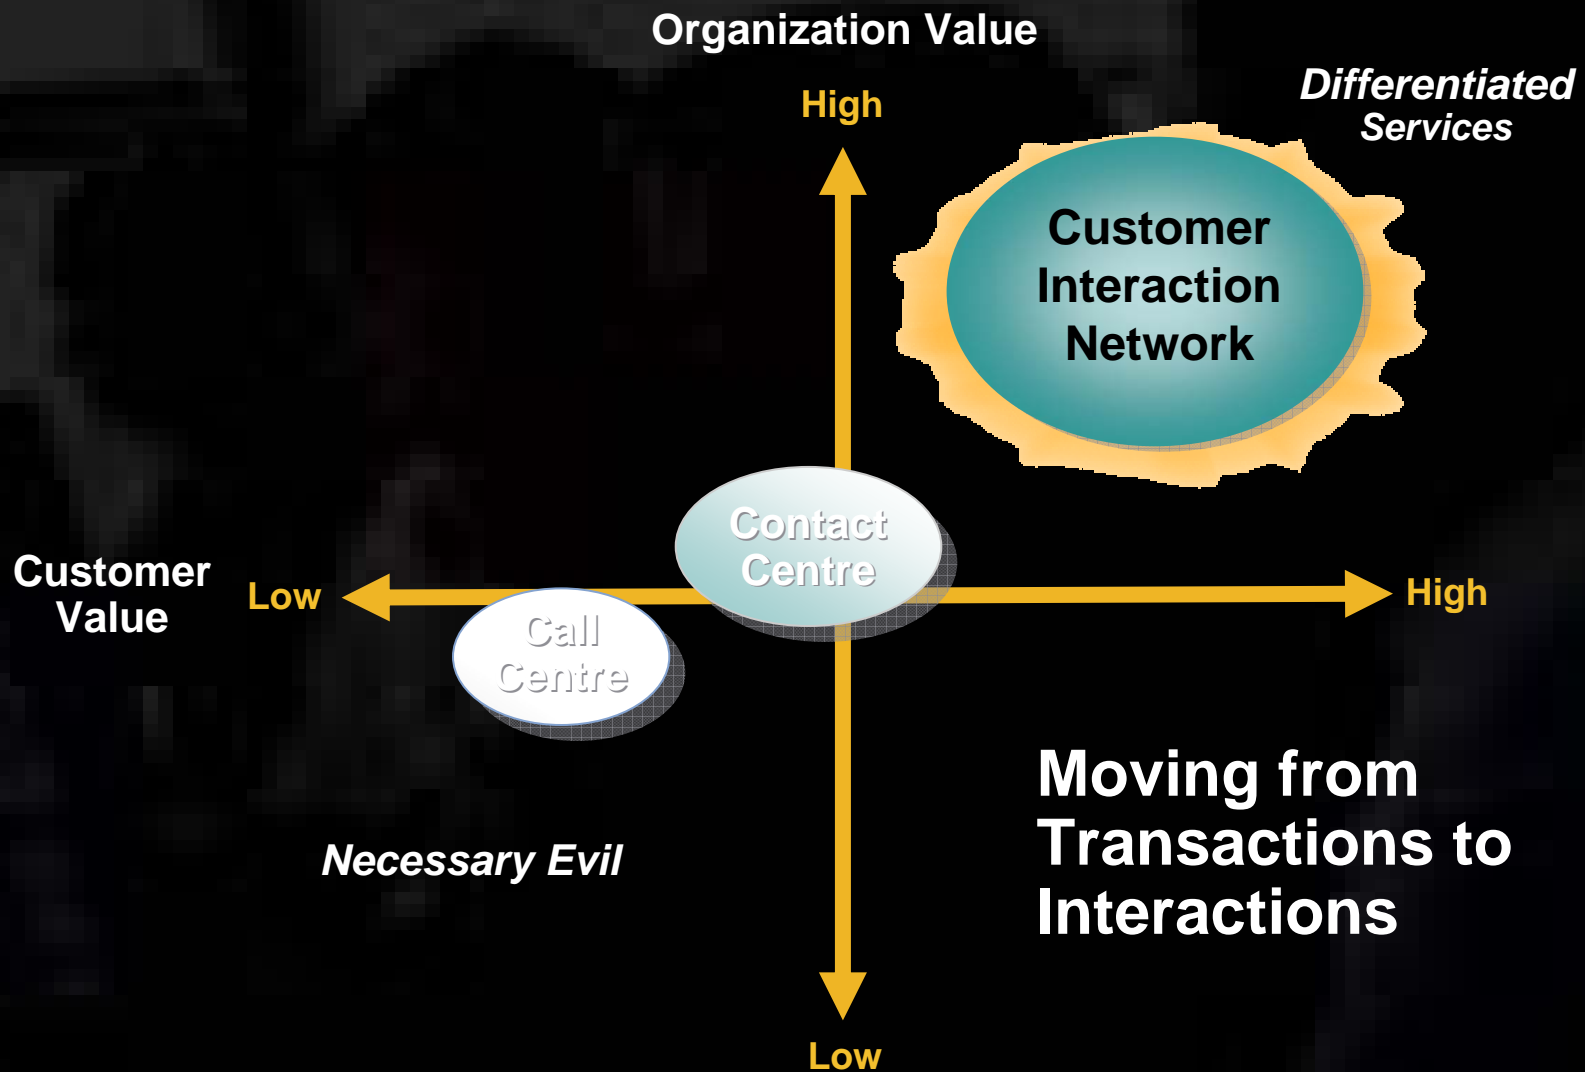 Organization Value
High
Differentiated
Services
Customer
Interaction
Network
Contact
Centre
Customer
Value
Low
High
Call
Centre
Moving from
Transactions to
Interactions
Necessary Evil
Low